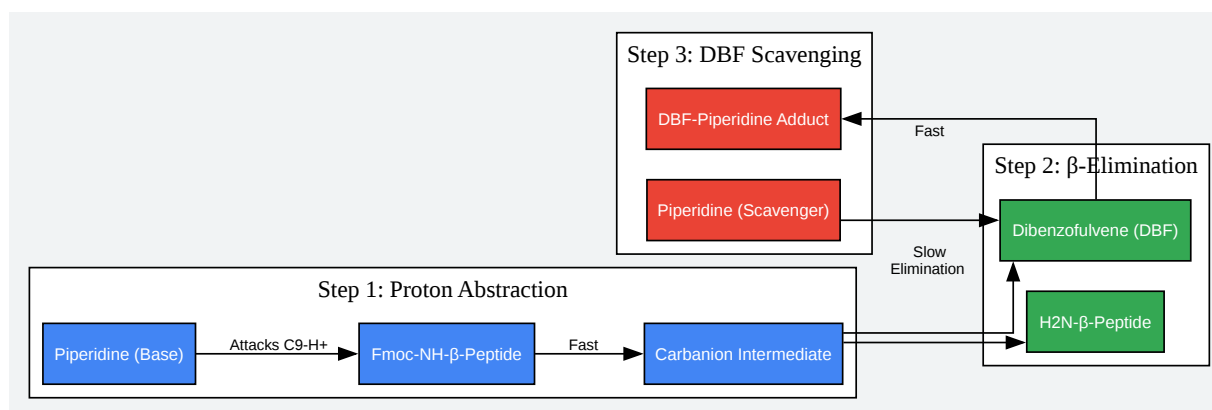 Step 3: DBF Scavenging
DBF-Piperidine Adduct
Fast
Step 2: β-Elimination
Piperidine (Scavenger)
Dibenzofulvene (DBF)
Slow
Elimination
Step 1: Proton Abstraction
H2N-β-Peptide
Piperidine (Base)
Attacks C9-H+
Fmoc-NH-β-Peptide
Fast
Carbanion Intermediate